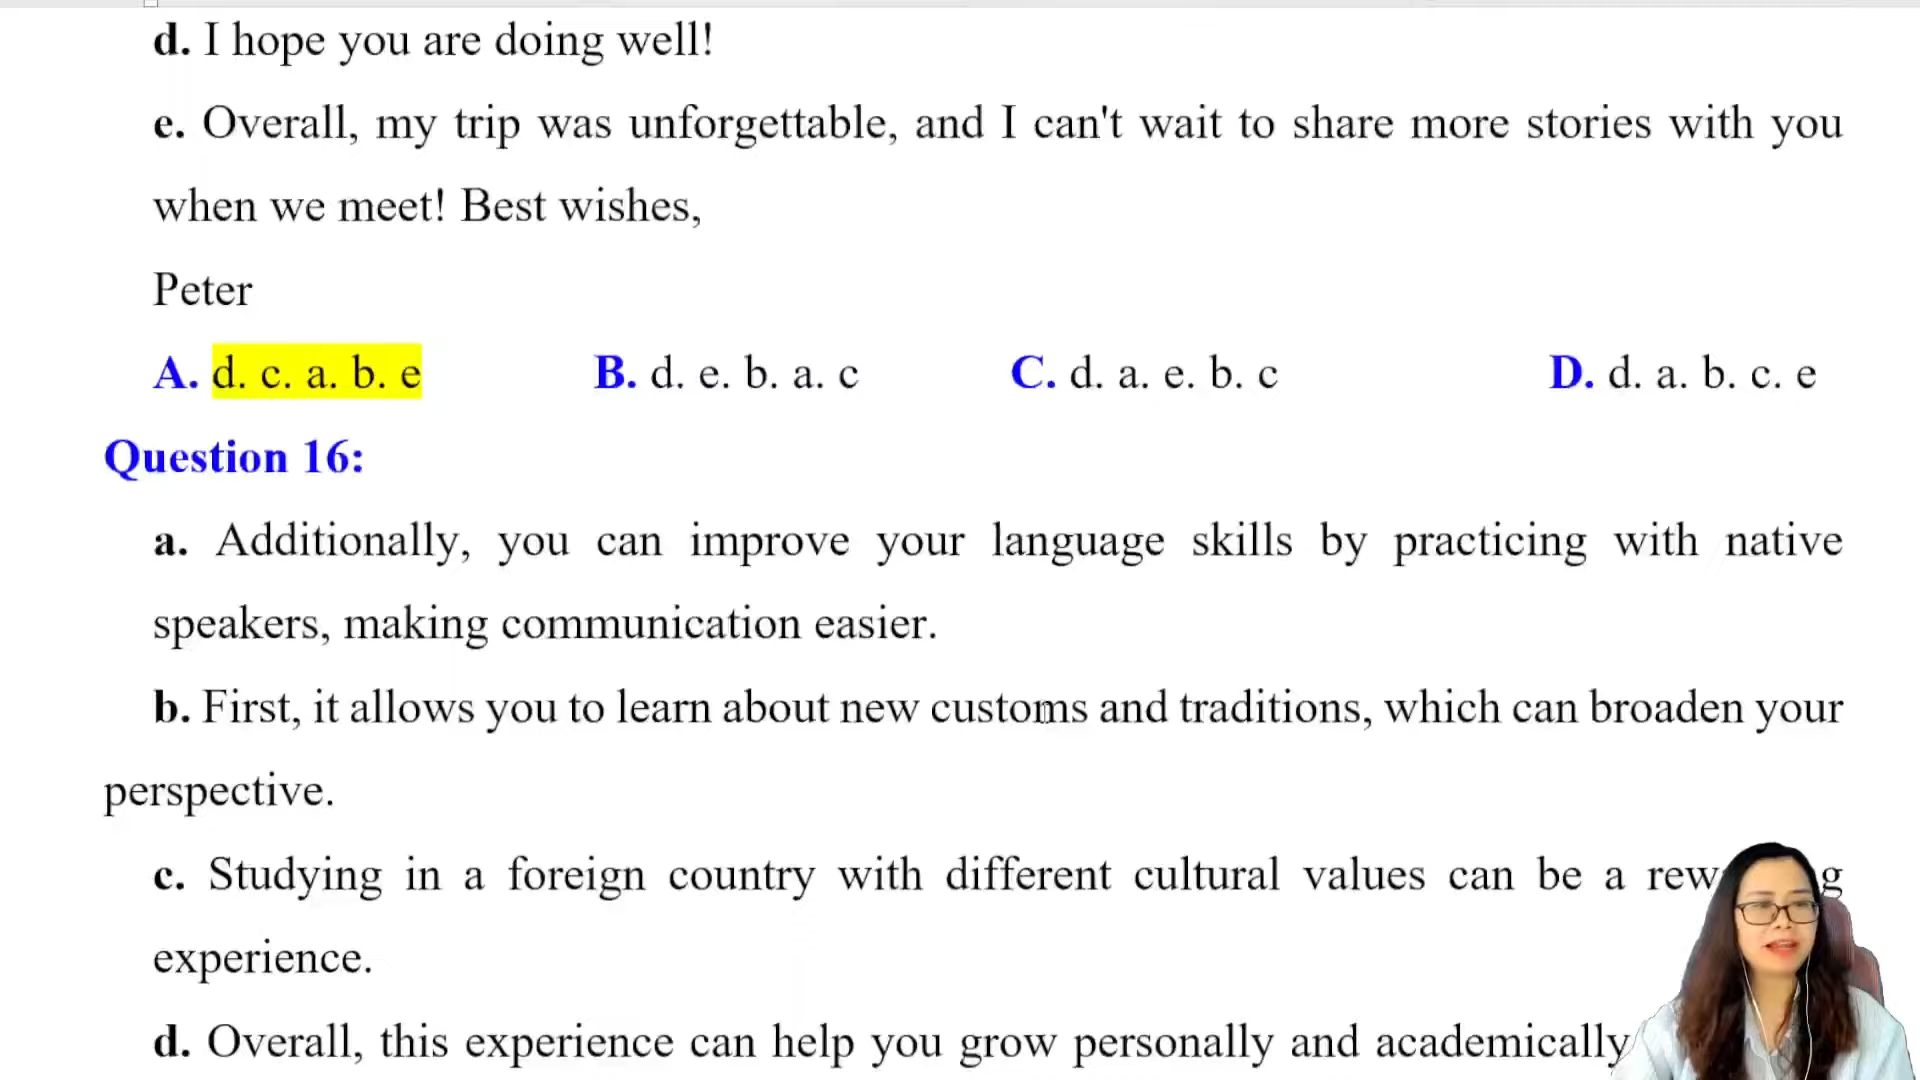 d. I hope you are doing well!
e. Overall, my trip was unforgettable, and I can't wait to share more stories with you
when we meet! Best wishes,
Peter
A. d. c. a. b. e B. d. e. b. a. c C. d. a. e. b. c D. d. a. b. c. e
Question 16:
a. Additionally, you can improve your language skills by practicing with native
speakers, making communication easier.
b. First, it allows you to learn about new customs and traditions, which can broaden your
perspective.
c. Studying in a foreign country with different cultural values can be a
experience.
d. Overall, this experience can help you grow personally and academically